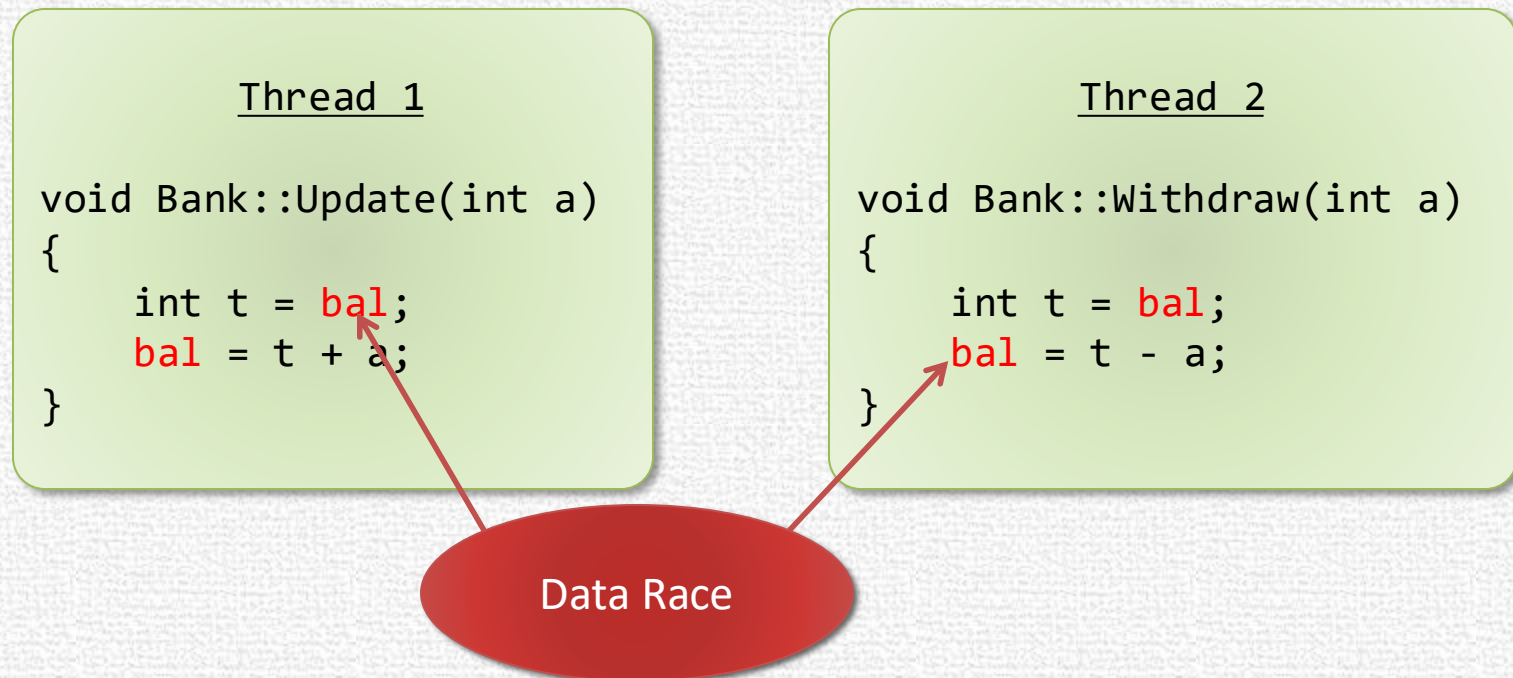 Thread 1
void Bank::Update(int a)
{
    int t = bal;
    bal = t + a;
}
Thread 2
void Bank::Withdraw(int a)
{
    int t = bal;
    bal = t - a;
}
Data Race